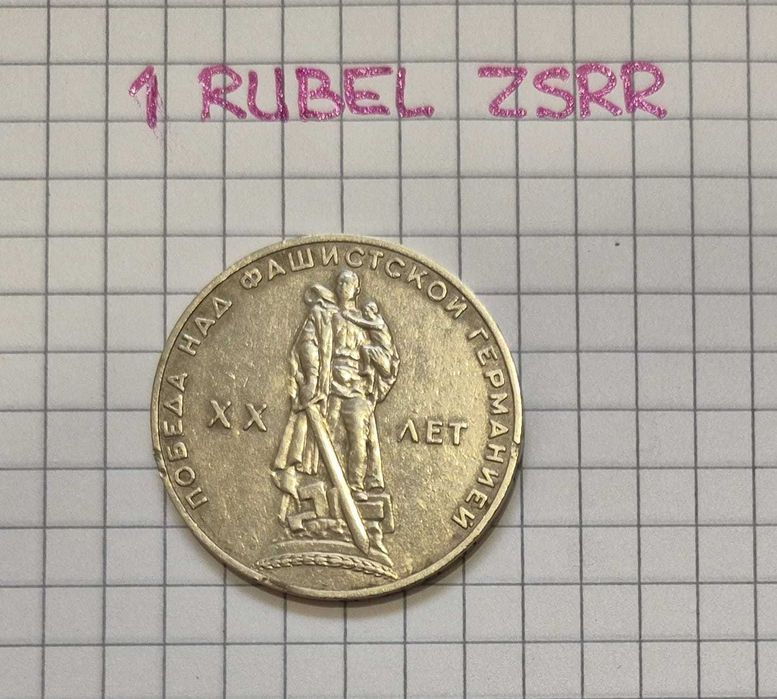 1 RUBEL ZSRR
ПОБЕДА НАД ФАШИСТСКОЙ ГЕРМАНИЕЙ
XX ЛЕТ